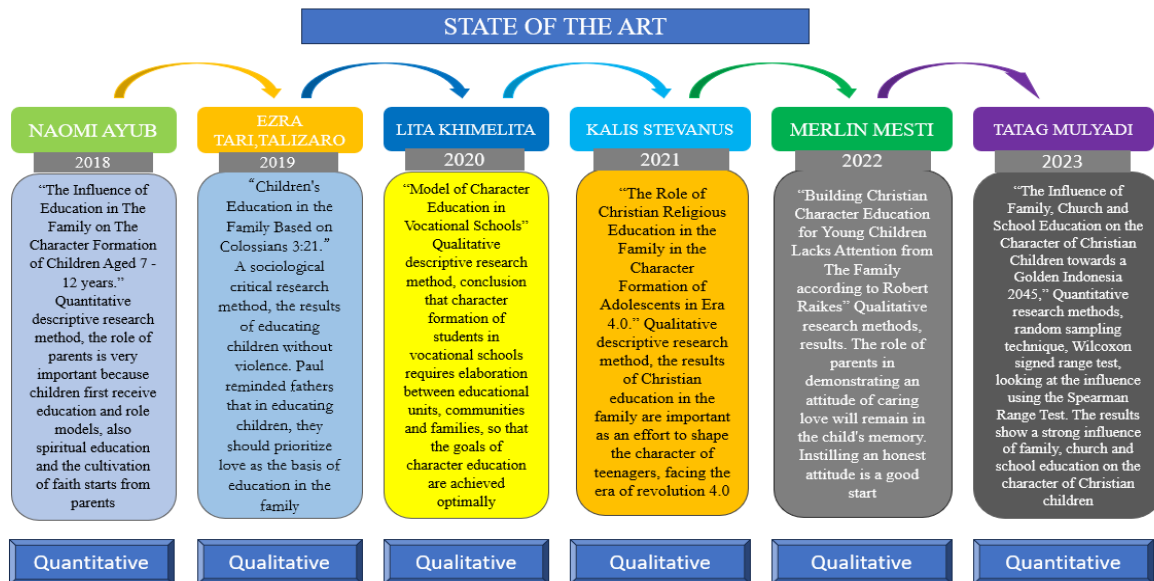 STATE OF THE ART
NAOMI AYUB
2018
“The Influence of
Education in The
Family on The
Character Formation
of Children Aged 7 -
12 years.”
Quantitative
descriptive research
method, the role of
parents is very
important because
children first receive
education and role
models, also
spiritual education
and the cultivation
of faith starts from
parents
Quantitative
EZRA
TARI,TALIZARO
2019
“Children's
Education in the
Family Based on
Colossians 3:21.”
A sociological
critical research
method, the results
of educating
children without
violence. Paul
reminded fathers
that in educating
children, they
should prioritize
love as the basis of
education in the
family
Qualitative
LITA KHIMELITA
2020
“Model of Character
Education in
Vocational Schools”
Qualitative
descriptive research
method, conclusion
that character
formation of
students in
vocational schools
requires elaboration
between educational
units, communities
and families, so that
the goals of
character education
are achieved
optimally
Qualitative
KALIS STEVANUS
2021
“The Role of
Christian Religious
Education in the
Family in the
Character
Formation of
Adolescents in Era
4.0.” Qualitative
descriptive research
method, the results
of Christian
education in the
family are important
as an effort to shape
the character of
teenagers, facing
the era of revolution 4.0
Qualitative
MERLIN MESTI
2022
“Building Christian
Character Education
for Young Children
Lacks Attention from
The Family
according to Robert
Raikes” Qualitative
research methods,
results. The role of
parents in
demonstrating an
attitude of caring
love will remain in
the child's memory.
Instilling an honest
attitude is a good
start
Qualitative
TATAG MULYADI
2023
“The Influence of
Family, Church and
School Education on the
Character of Christian
Children towards a
Golden Indonesia
2045,” Quantitative
research methods,
random sampling
technique, Wilcoxon
signed range test,
looking at the influence
using the Spearman
Range Test. The results
show a strong influence
of family, church and
school education on the
character of Christian
children
Quantitative